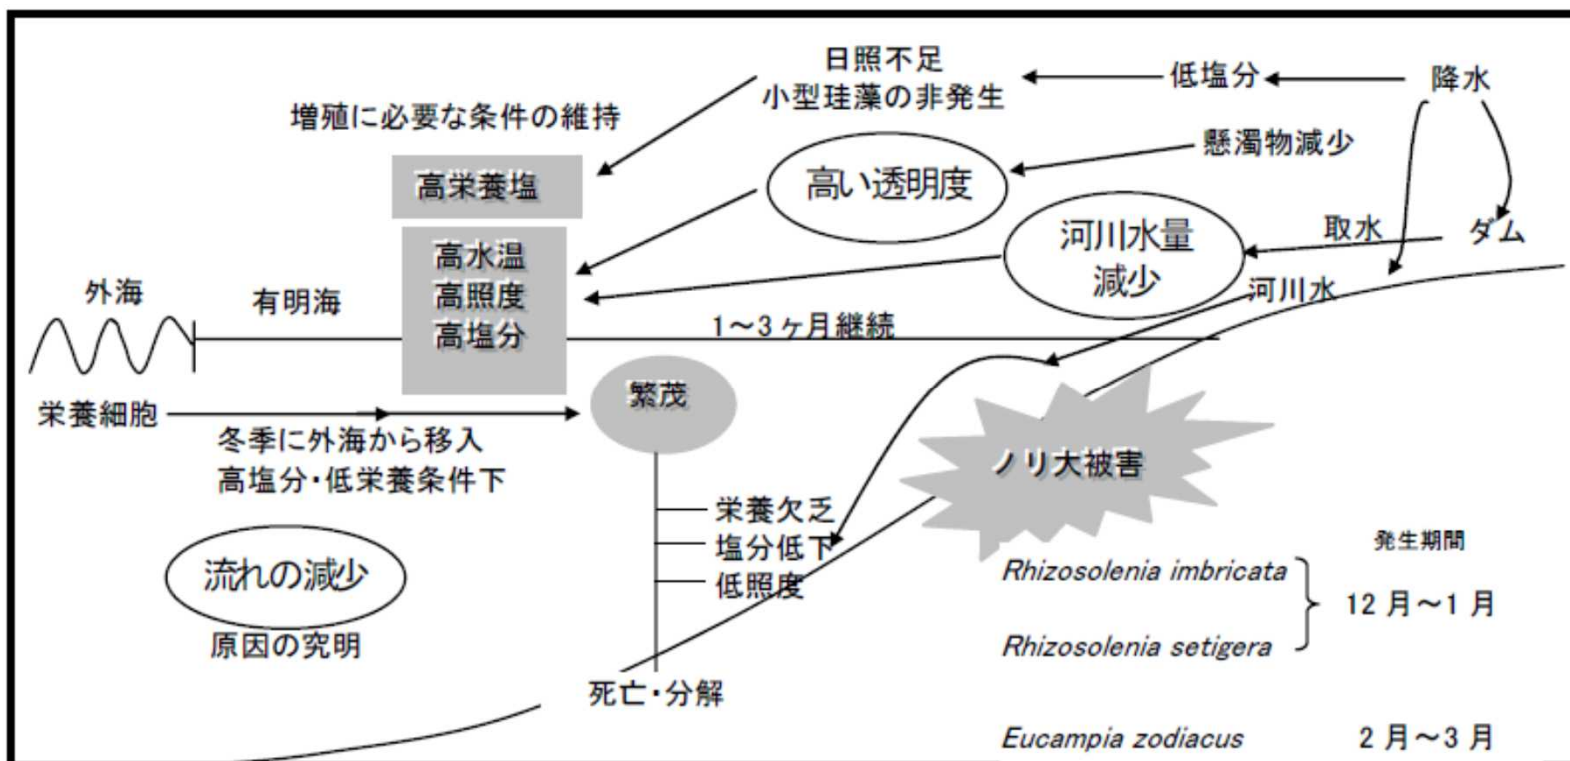 日照不足
小型珪藻の非発生
低塩分
降水
増殖に必要な条件の維持
懸濁物減少
高栄養塩
高い透明度
河川水量
減少
取水
ダム
高水温
高照度
高塩分
外海
有明海
河川水
1～3ヶ月継続
繁茂
栄養細胞
冬季に外海から移入
高塩分・低栄養条件下
ノリ大被害
栄養欠乏
塩分低下
低照度
流れの減少
原因の究明
死亡・分解
発生期間
Rhizosolenia imbricata
12月～1月
Rhizosolenia setigera
Eucampia zodiacus 2月～3月